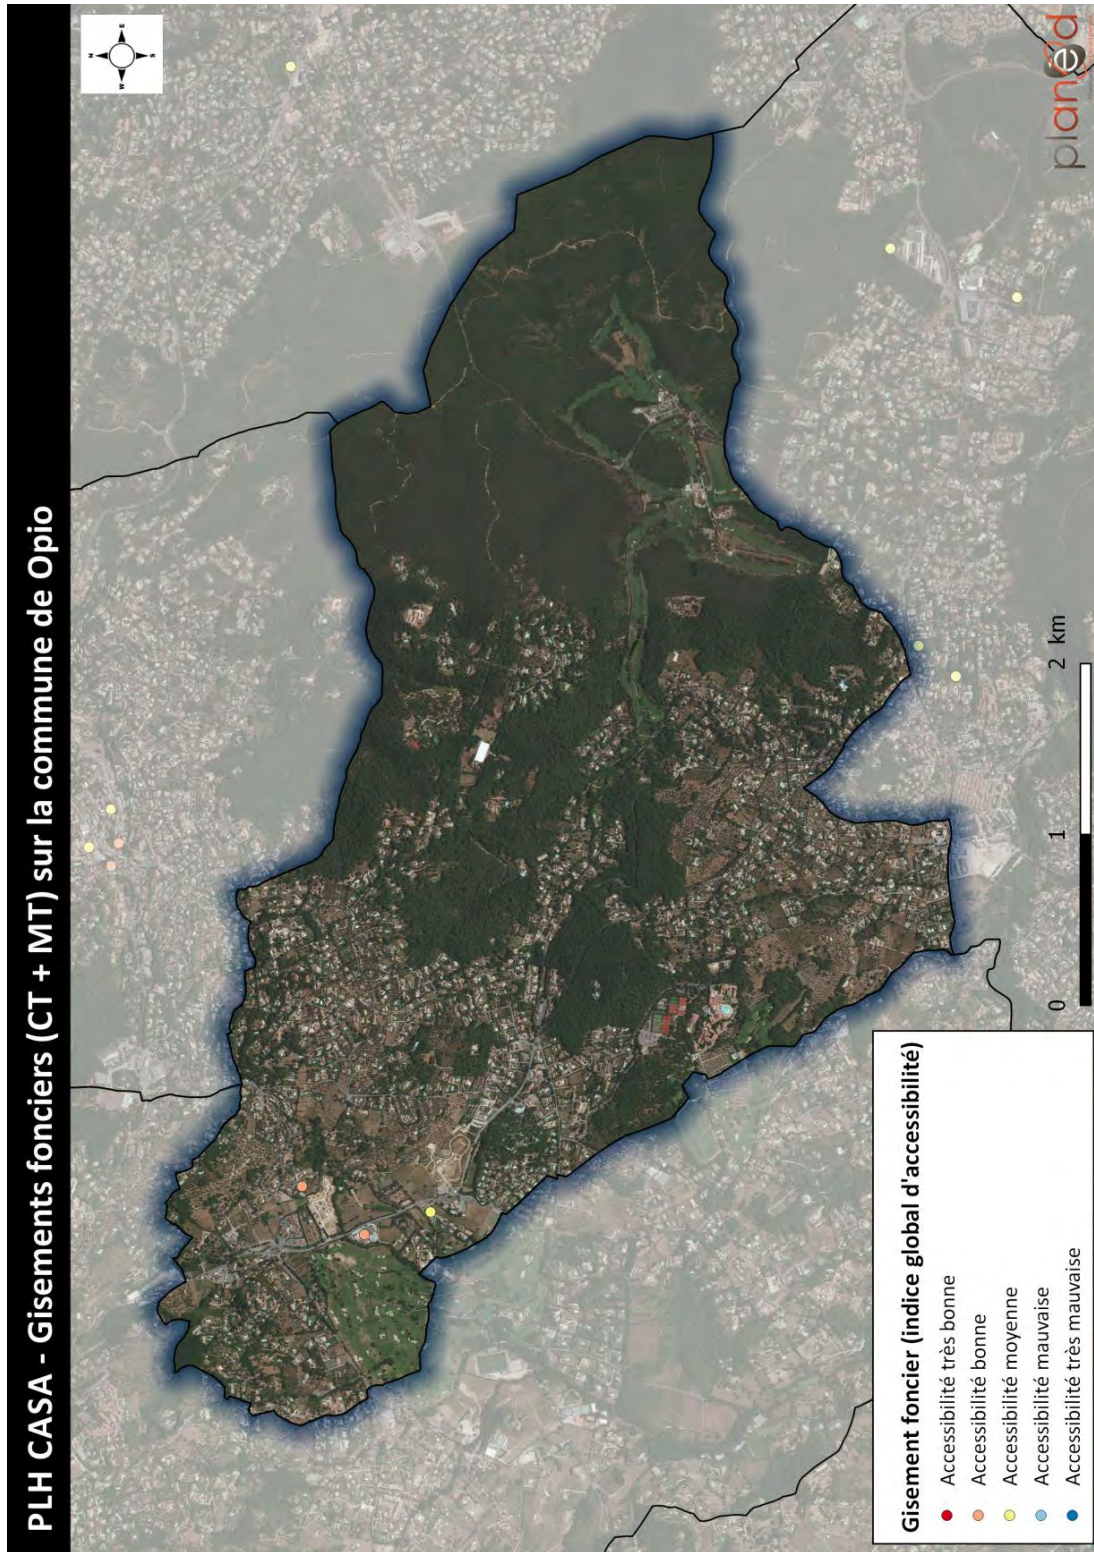 PLH CASA - Gisements fonciers (CT + MT) sur la commune de Opio
N
E
S
W
planed
0 1 2 km
Gisement foncier (indice global d'accessibilité)
Accessibilité très bonne
Accessibilité bonne
Accessibilité moyenne
Accessibilité mauvaise
Accessibilité très mauvaise